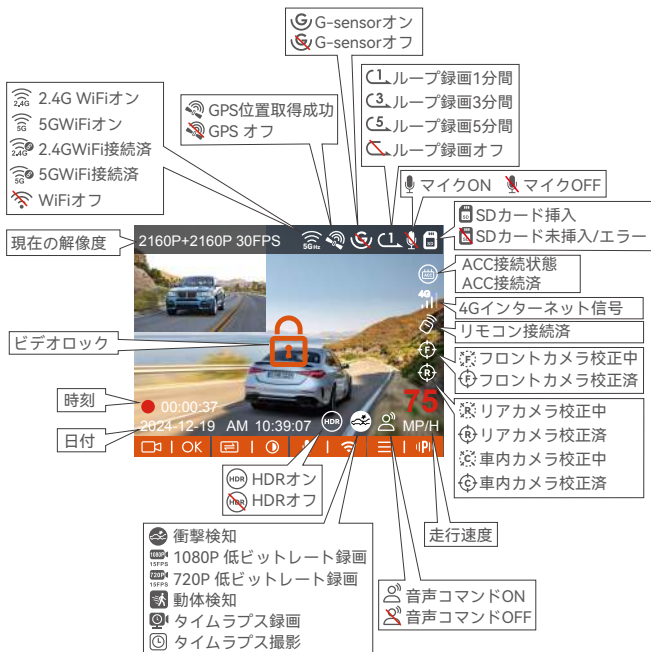 G-sensorオン
G-sensorオフ
2.4G WiFiオン
5GWiFiオン
2.4GWiFi接続済
5GWiFi接続済
WiFiオフ
GPS位置取得成功
GPS オフ
ループ録画1分間
ループ録画3分間
ループ録画5分間
ループ録画オフ
マイクON マイクOFF
SDカード挿入
SDカード未挿入/エラー
現在の解像度
2160P+2160P 30FPS
5GHz
ACC接続状態
ACC接続済
4G
4Gインターネット信号
リモコン接続済
ビデオロック
フロントカメラ校正中
フロントカメラ校正済
リアカメラ校正中
リアカメラ校正済
車内カメラ校正中
車内カメラ校正済
時刻
00:00:37
75
日付
2024-12-19 AM 10:39:07
HDR
MP/H
OK
HDRオン
HDRオフ
走行速度
衝撃検知
1080P 15FPS 1080P 低ビットレート録画
720P 15FPS 720P 低ビットレート録画
動体検知
タイムラプス録画
タイムラプス撮影
音声コマンドON
音声コマンドOFF